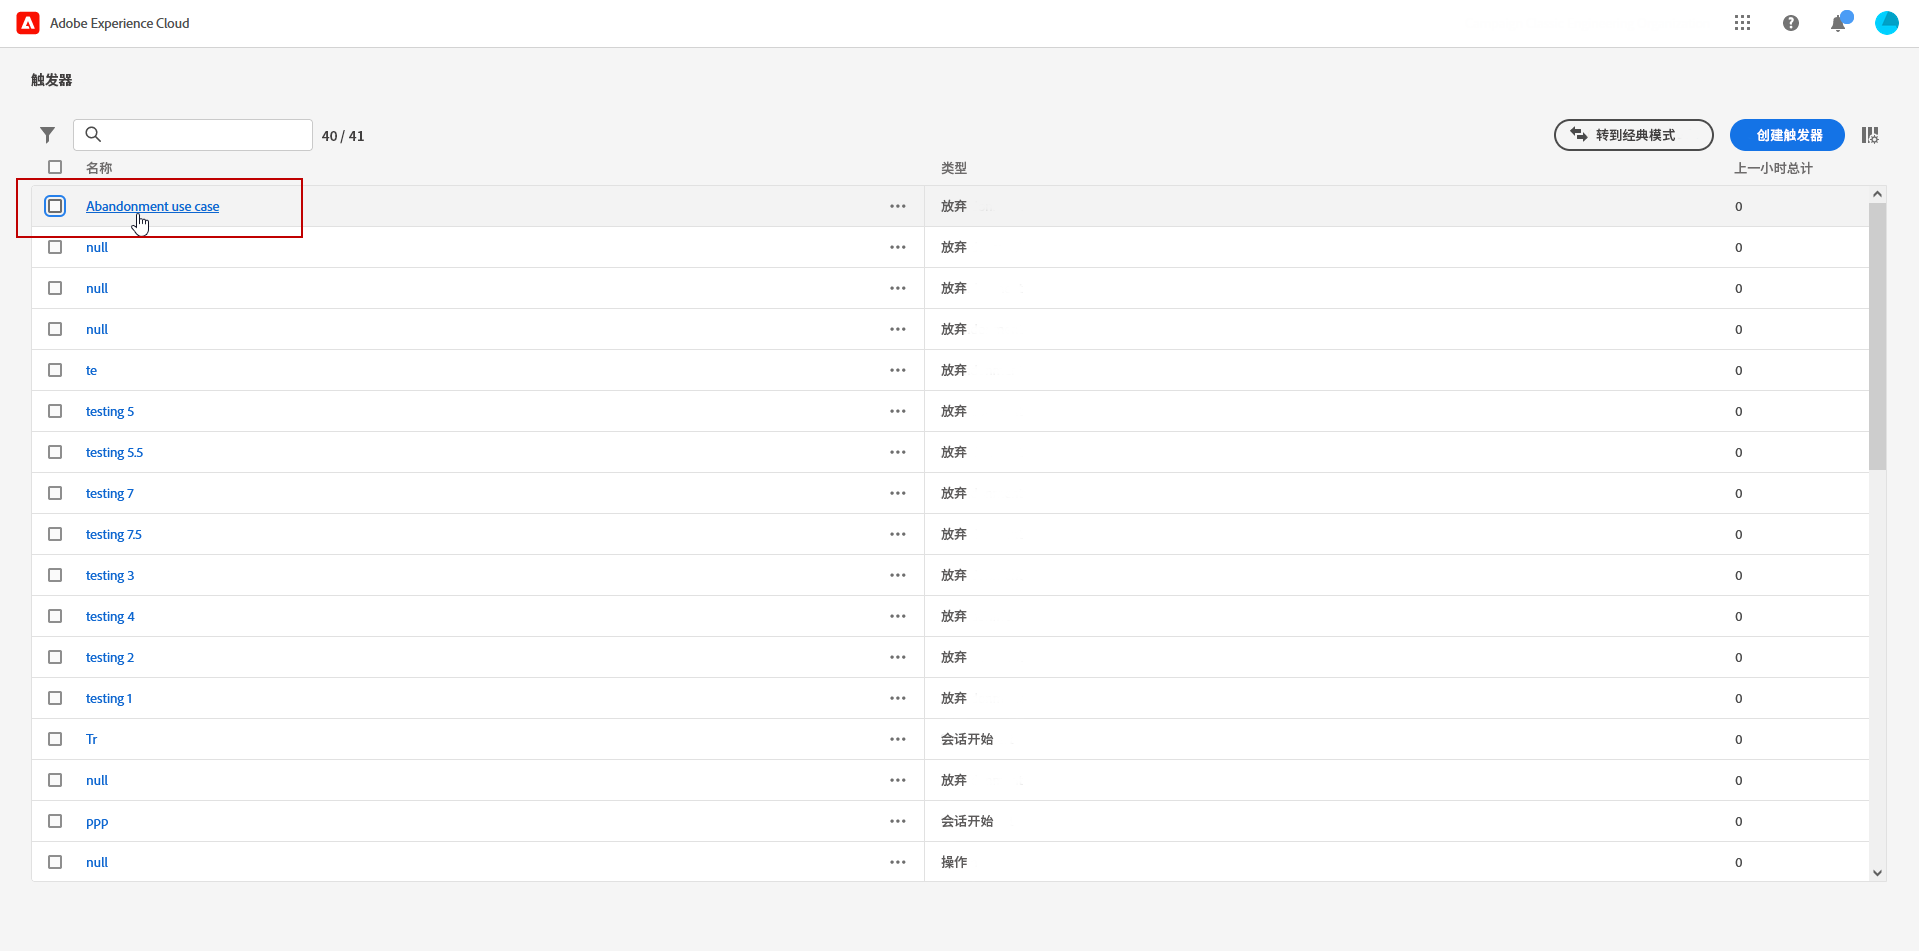 Adobe Experience Cloud
触发器
40 / 41
转到经典模式
创建触发器
名称 类型 上一小时总计
Abandonment use case 放弃 0
null 放弃 0
null 放弃 0
null 放弃 0
te 放弃 0
testing 5 放弃 0
testing 5.5 放弃 0
testing 7 放弃 0
testing 7.5 放弃 0
testing 3 放弃 0
testing 4 放弃 0
testing 2 放弃 0
testing 1 放弃 0
Tr 会话开始 0
null 放弃 0
ppp 会话开始 0
null 操作 0